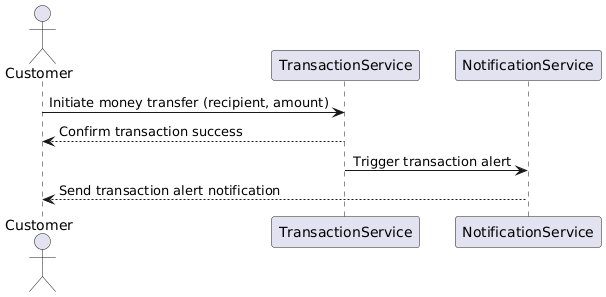 Customer
TransactionService
NotificationService
Initiate money transfer (recipient, amount)
Confirm transaction success
Trigger transaction alert
Send transaction alert notification
Customer
TransactionService
NotificationService